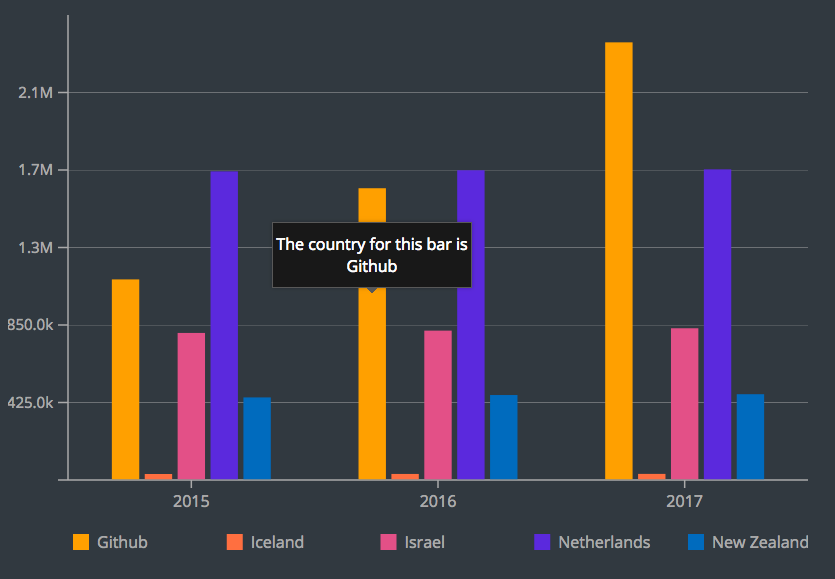 2.1M
1.7M
1.3M
850.0k
425.0k
The country for this bar is
Github
2015 2016 2017
Github Iceland Israel Netherlands New Zealand